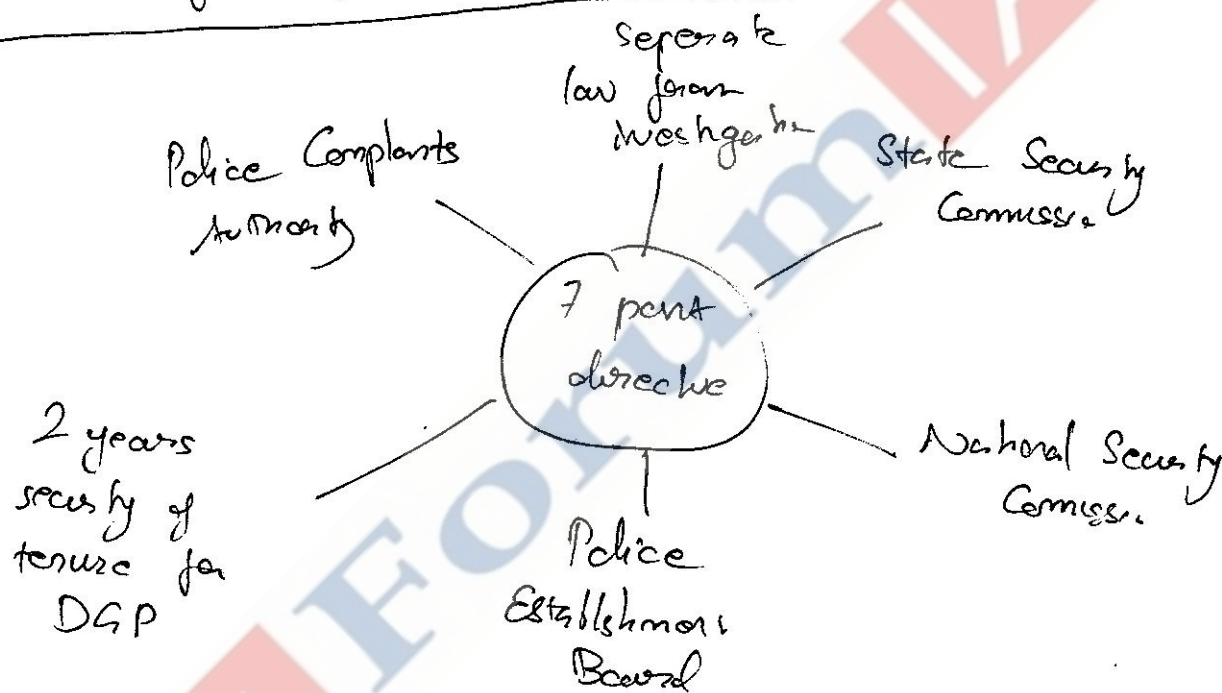 seperate
law from
investigation
Police Complaints
Authority
State Security
Commission
7 point
directive
2 years
security of
tenure for
DGP
National Security
Commission
Police
Establishment
Board
Forum